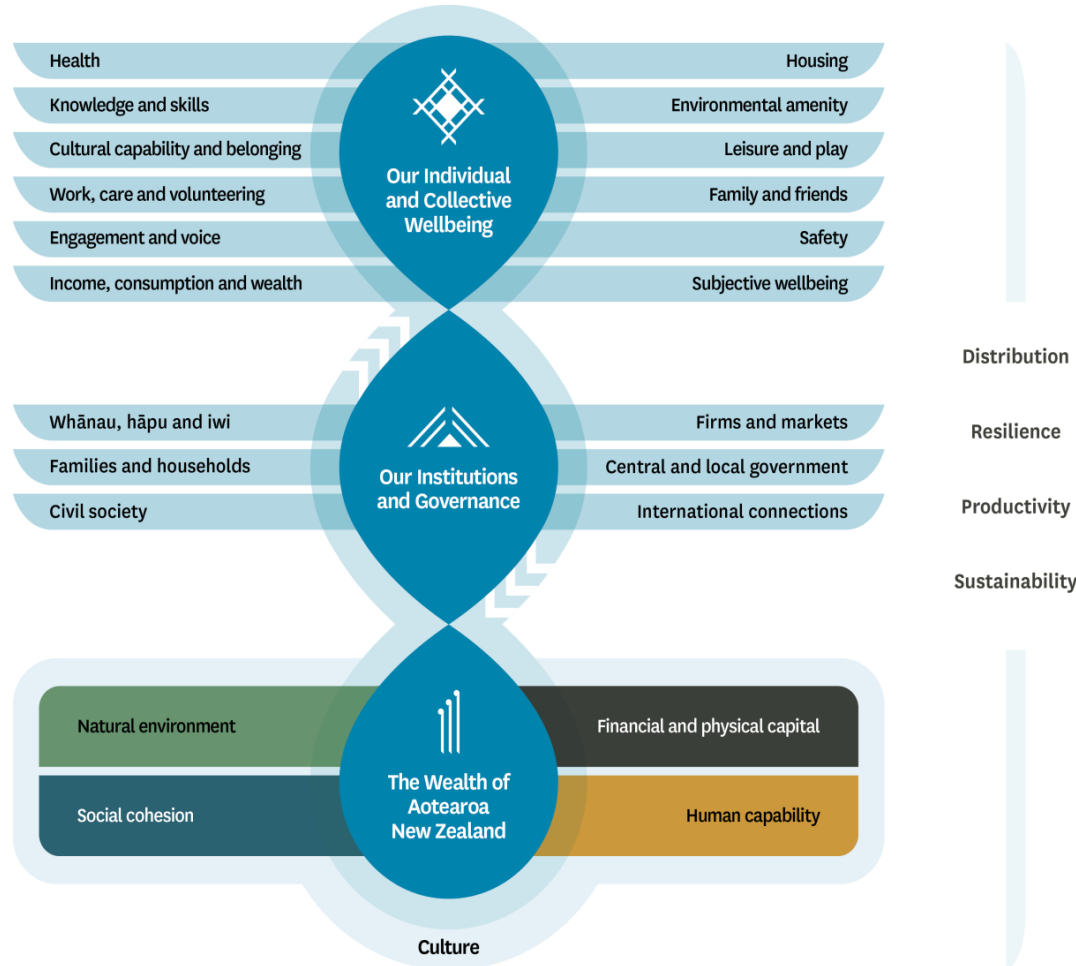 Health
Housing
Knowledge and skills
Environmental amenity
Cultural capability and belonging
Leisure and play
Work, care and volunteering
Family and friends
Engagement and voice
Safety
Income, consumption and wealth
Subjective wellbeing
Our Individual
and Collective
Wellbeing
Whānau, hāpu and iwi
Firms and markets
Families and households
Central and local government
Civil society
International connections
Our Institutions
and Governance
Natural environment
Financial and physical capital
Social cohesion
Human capability
The Wealth of
Aotearoa
New Zealand
Culture
Distribution
Resilience
Productivity
Sustainability